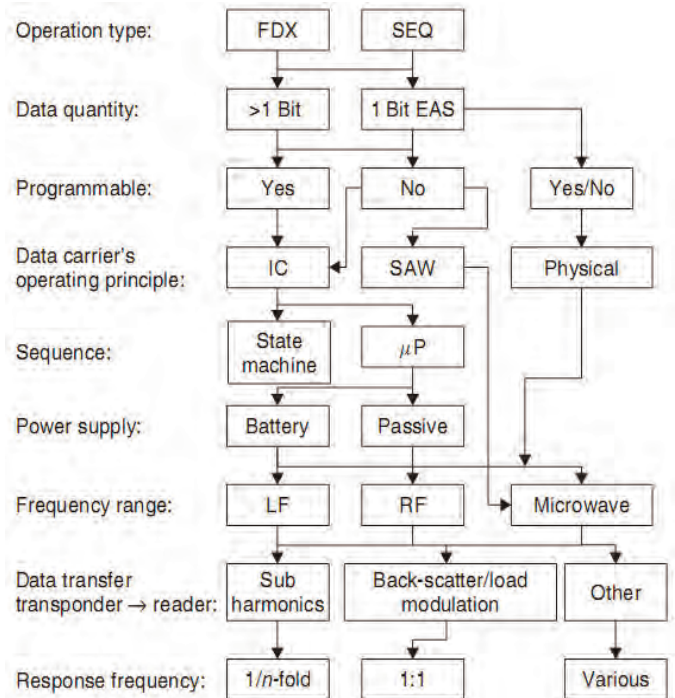 Operation type: FDX SEQ
Data quantity: >1 Bit 1 Bit EAS
Programmable: Yes No Yes/No
Data carrier's
operating principle: IC SAW Physical
Sequence: State
machine μP
Power supply: Battery Passive
Frequency range: LF RF Microwave
Data transfer
transponder → reader: Sub
harmonics Back-scatter/load
modulation Other
Response frequency: 1/n-fold 1:1 Various